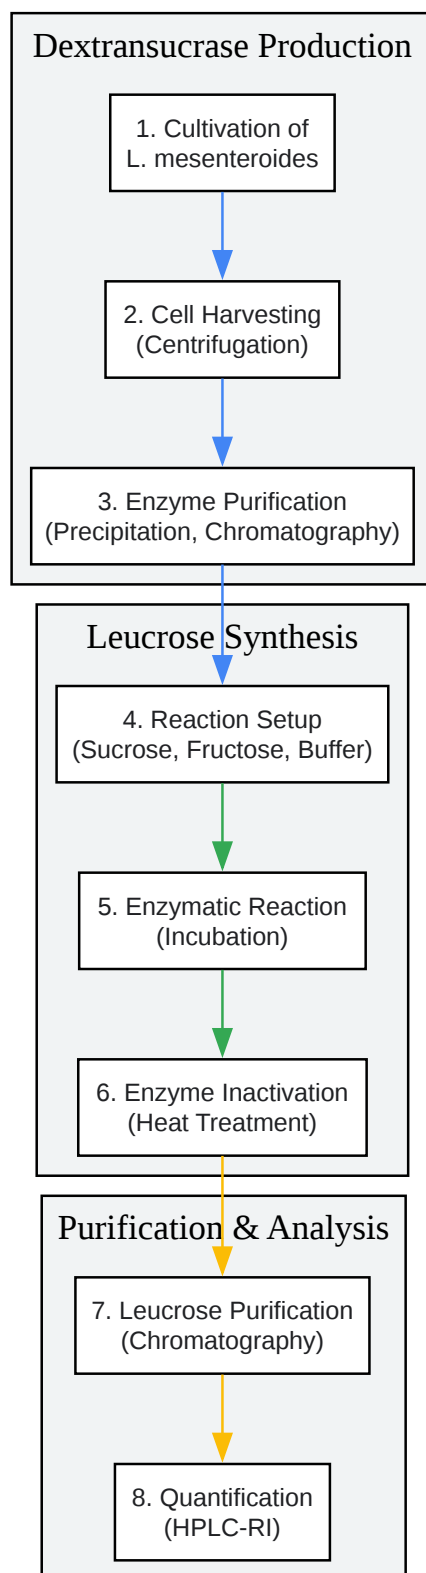 Dextransucrase Production
1. Cultivation of
L. mesenteroides
2. Cell Harvesting
(Centrifugation)
3. Enzyme Purification
(Precipitation, Chromatography)
Leucrose Synthesis
4. Reaction Setup
(Sucrose, Fructose, Buffer)
5. Enzymatic Reaction
(Incubation)
6. Enzyme Inactivation
(Heat Treatment)
Purification & Analysis
7. Leucrose Purification
(Chromatography)
8. Quantification
(HPLC-RI)